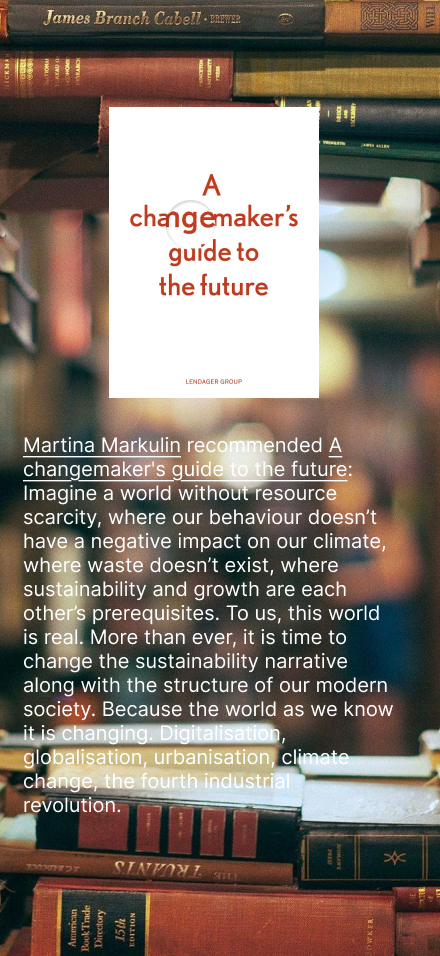 James Branch Cabell • BREWER
A
changemaker's
guide to
the future
LENDAGER GROUP
Martina Markulin recommended A
changemaker's guide to the future:
Imagine a world without resource
scarcity, where our behaviour doesn’t
have a negative impact on our climate,
where waste doesn’t exist, where
sustainability and growth are each
other’s prerequisites. To us, this world
is real. More than ever, it is time to
change the sustainability narrative
along with the structure of our modern
society. Because the world as we know
it is changing. Digitalisation,
globalisation, urbanisation, climate
change, the fourth industrial
revolution.
THE TRUANTS
American
Book Trade
Directory
15th
EDITION
BOWKER